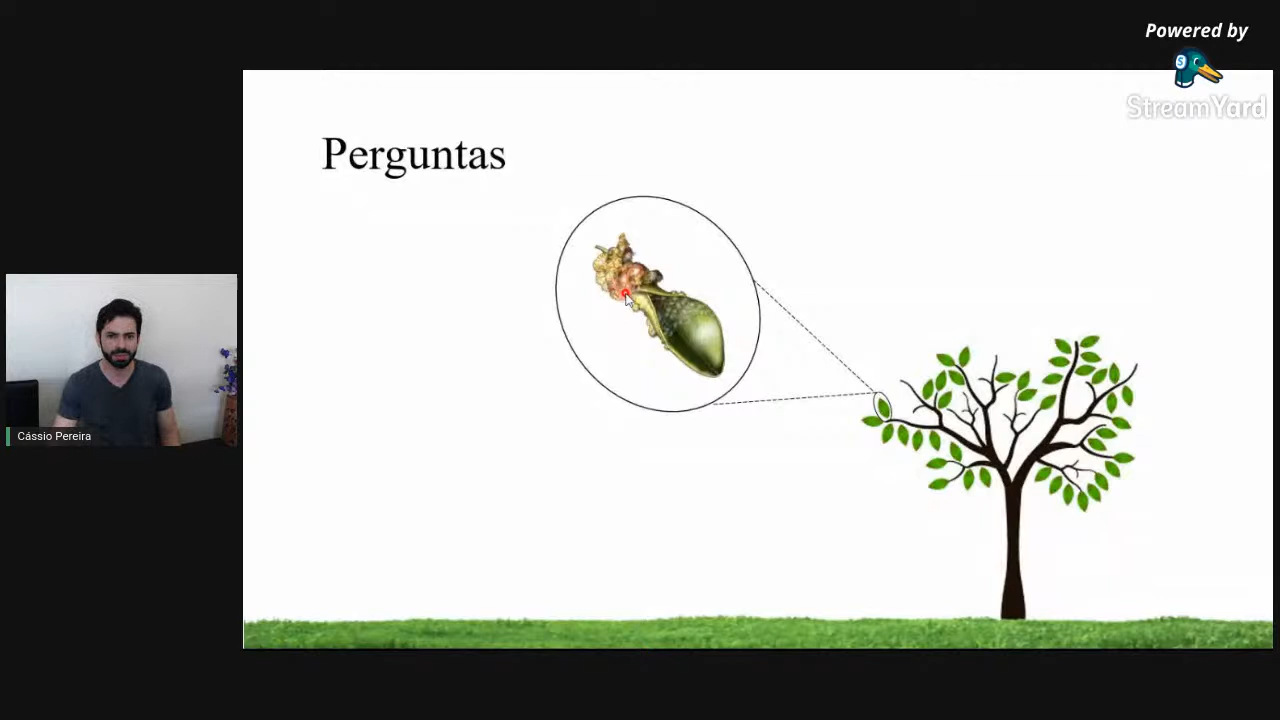 Powered by
S
StreamYard
Perguntas
Cássio Pereira